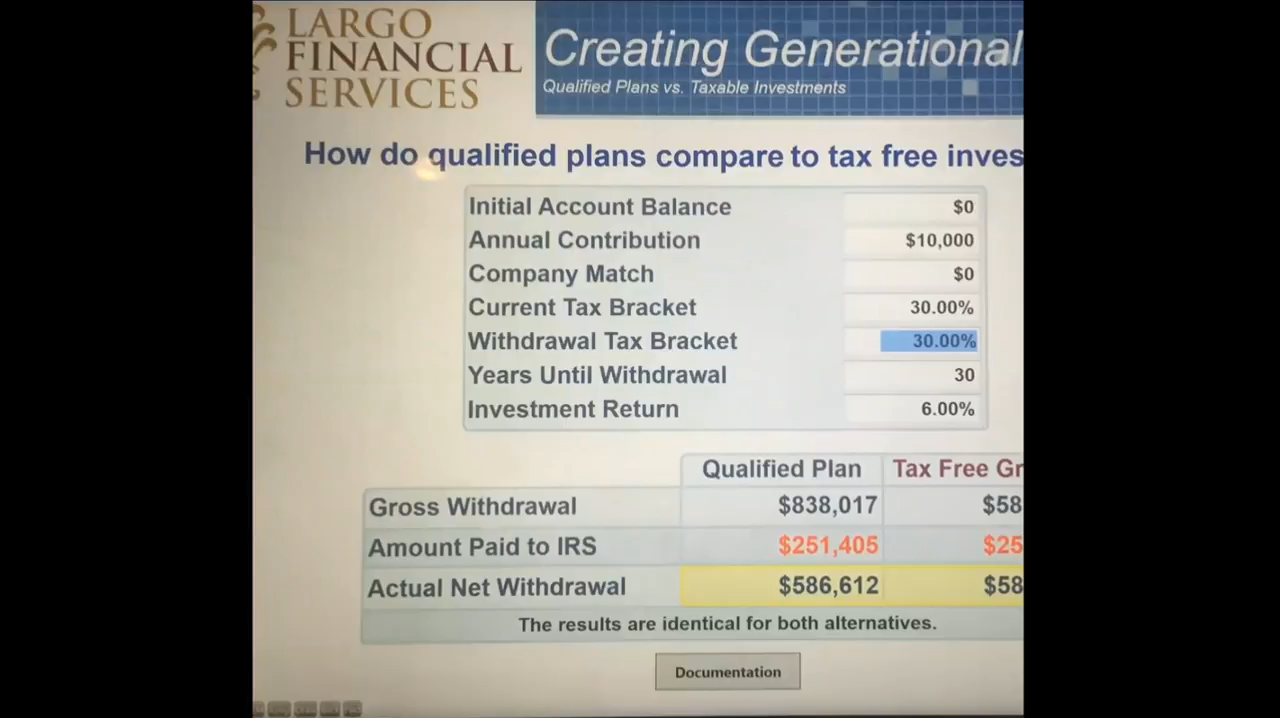 LARGO
FINANCIAL
SERVICES
Creating Generational
Qualified Plans vs. Taxable Investments
How do qualified plans compare to tax free inves
Initial Account Balance $0
Annual Contribution $10,000
Company Match $0
Current Tax Bracket 30.00%
Withdrawal Tax Bracket 30.00%
Years Until Withdrawal 30
Investment Return 6.00%
Qualified Plan Tax Free Gr
Gross Withdrawal $838,017 $58
Amount Paid to IRS $251,405 $25
Actual Net Withdrawal $586,612 $58
The results are identical for both alternatives.
Documentation